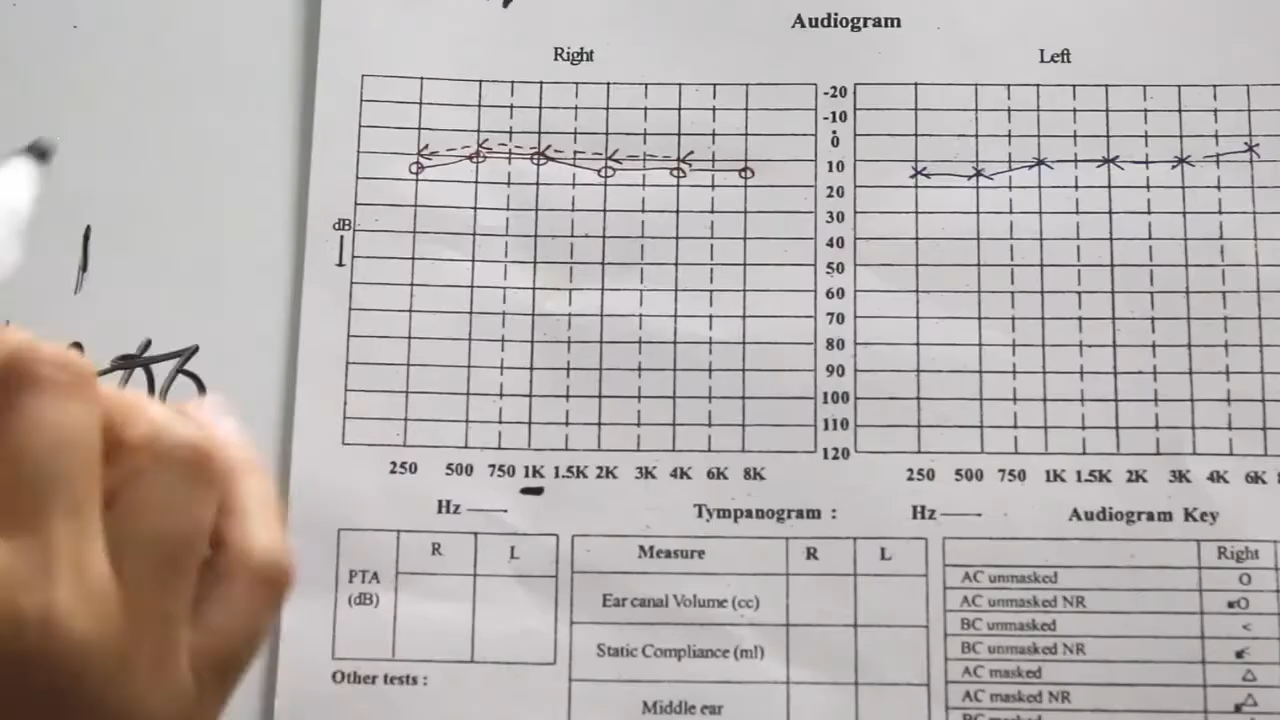 Audiogram
Right
Left
-20
-10
0
10
20
30
40
50
60
70
80
90
100
110
120
dB
250 500 750 1K 1.5K 2K 3K 4K 6K 8K
250 500 750 1K 1.5K 2K 3K 4K 6K
Hz
Tympanogram :
Hz
Audiogram Key
R L
PTA
(dB)
Measure R L
Ear canal Volume (cc)
Static Compliance (ml)
Middle ear
Right
AC unmasked O
AC unmasked NR
BC unmasked <
BC unmasked NR
AC masked △
AC masked NR
Other tests :